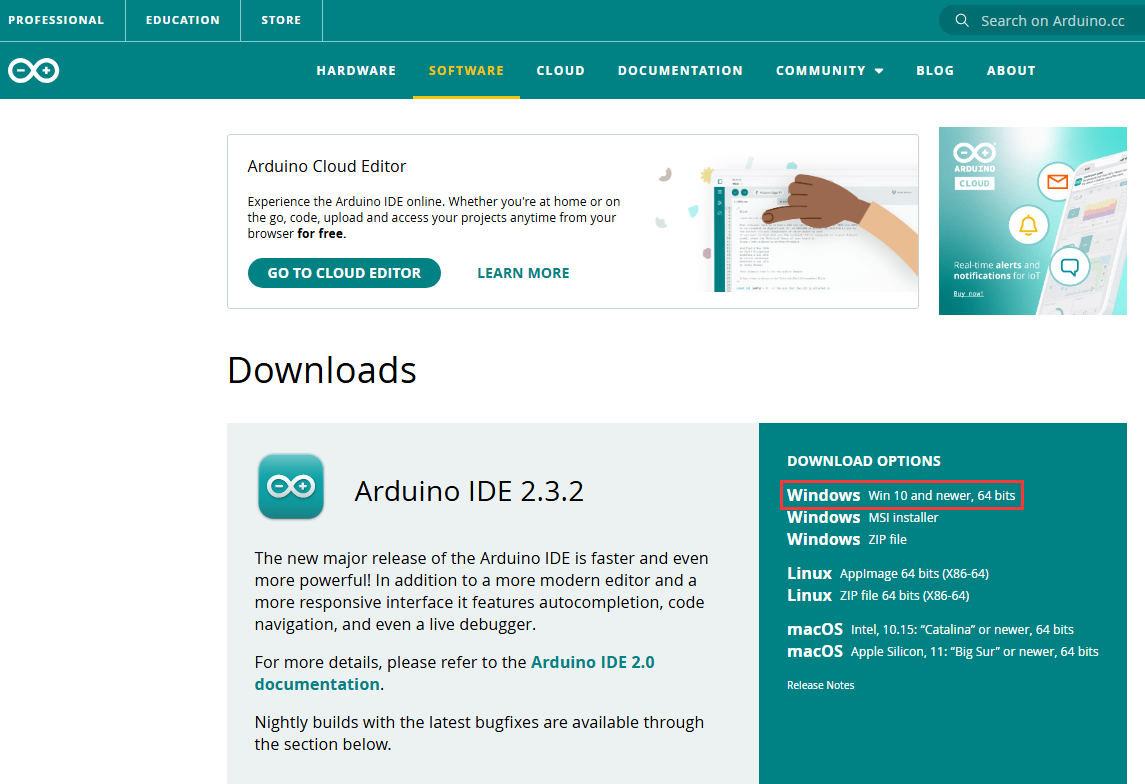 PROFESSIONAL
EDUCATION
STORE
Search on Arduino.cc
HARDWARE
SOFTWARE
CLOUD
DOCUMENTATION
COMMUNITY
BLOG
ABOUT
Arduino Cloud Editor
Experience the Arduino IDE online. Whether you're at home or on
the go, code, upload and access your projects anytime from your
browser for free.
GO TO CLOUD EDITOR
LEARN MORE
ARDUINO
CLOUD
Real-time alerts and
notifications for IoT
Buy now!
Downloads
Arduino IDE 2.3.2
The new major release of the Arduino IDE is faster and even
more powerful! In addition to a more modern editor and a
more responsive interface it features autocompletion, code
navigation, and even a live debugger.
For more details, please refer to the Arduino IDE 2.0
documentation.
Nightly builds with the latest bugfixes are available through
the section below.
DOWNLOAD OPTIONS
Windows Win 10 and newer, 64 bits
Windows MSI installer
Windows ZIP file
Linux AppImage 64 bits (X86-64)
Linux ZIP file 64 bits (X86-64)
macOS Intel, 10.15: “Catalina” or newer, 64 bits
macOS Apple Silicon, 11: “Big Sur” or newer, 64 bits
Release Notes